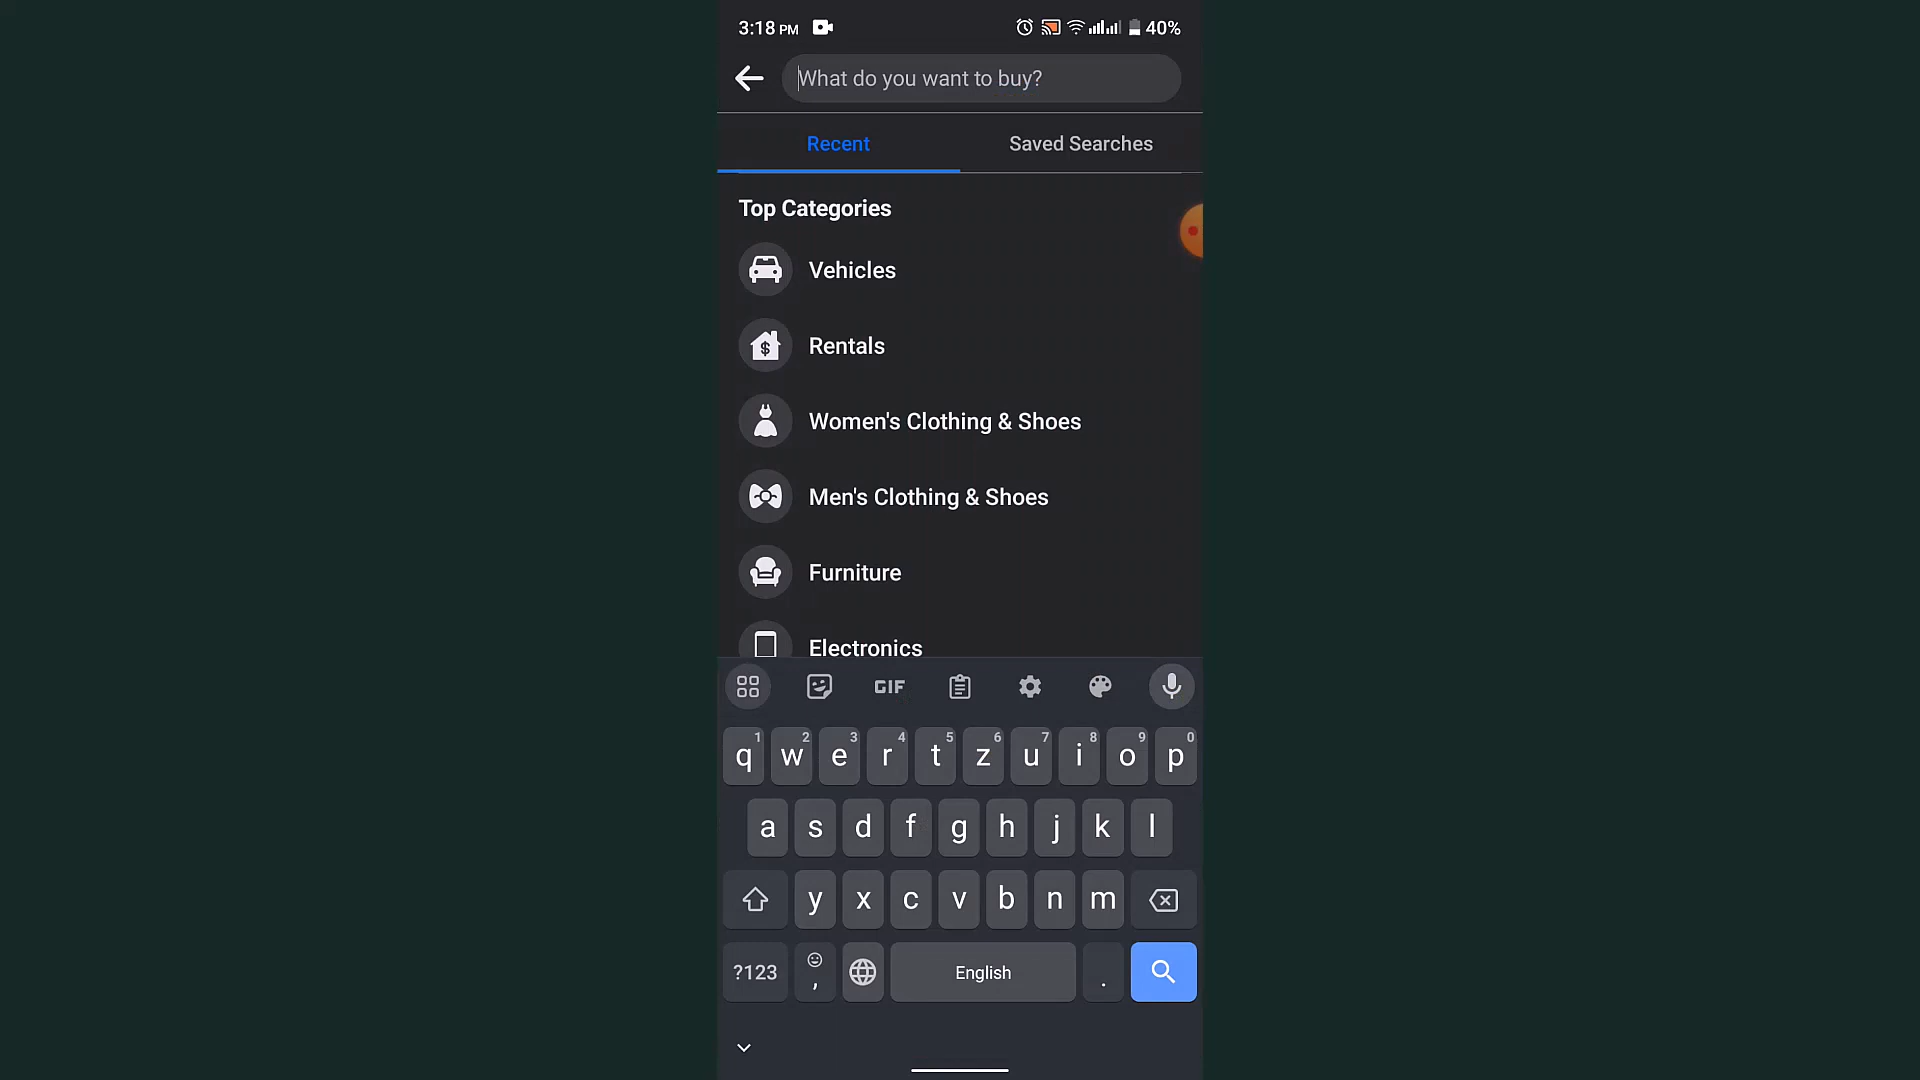 3:18 PM 40%
What do you want to buy?
Recent Saved Searches
Top Categories
Vehicles
Rentals
Women's Clothing & Shoes
Men's Clothing & Shoes
Furniture
Electronics
GIF
1 2 3 4 5 6 7 8 9 0
q w e r t z u i o p
a s d f g h j k l
y x c v b n m
?123 , English .